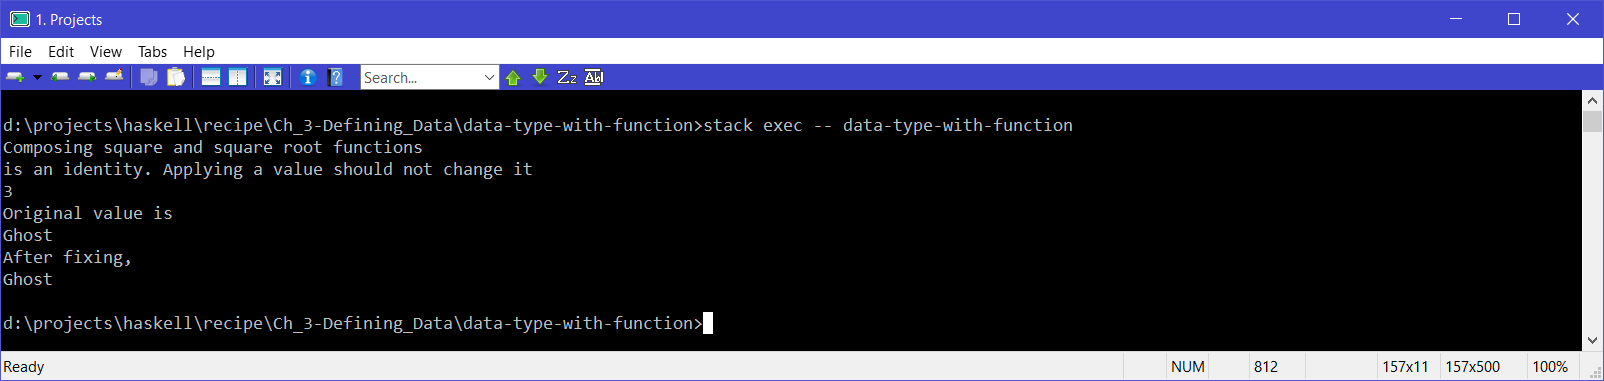 1. Projects
File Edit View Tabs Help
Search... Zz Ab|
d:\projects\haskell\recipe\Ch_3-Defining_Data\data-type-with-function>stack exec -- data-type-with-function
Composing square and square root functions
is an identity. Applying a value should not change it
3
Original value is
Ghost
After fixing,
Ghost
d:\projects\haskell\recipe\Ch_3-Defining_Data\data-type-with-function>
Ready NUM 812 157x11 157x500 100%